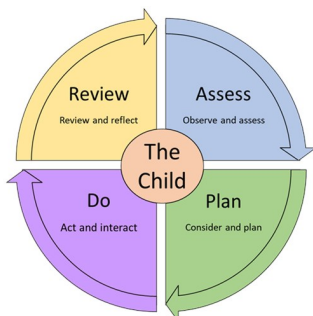 Review
Review and reflect
Assess
Observe and assess
The
Child
Do
Act and interact
Plan
Consider and plan